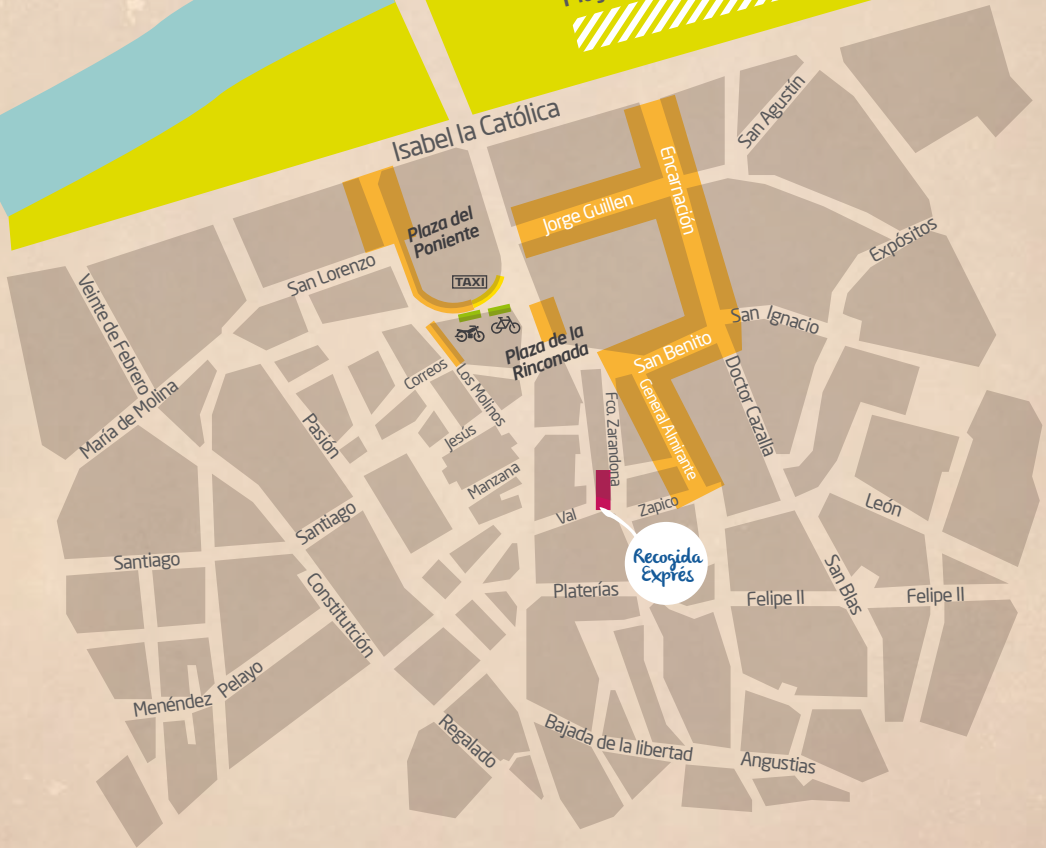 Isabel la Católica
San Agustín
Encarnación
Jorge Guillen
Plaza del
Poniente
Expósitos
San Lorenzo
TAXI
Veinte de Febrero
San Ignacio
Plaza de la
Rinconada
San Benito
Correos
Los Molinos
Doctor Cazalla
María de Molina
General Almirante
Fco. Zarandona
Pasión
Jesús
Manzana
Zapico
Val
León
Santiago
Santiago
Recogida
Exprés
San Blas
Platerías
Felipe II
Felipe II
Constitutción
Menéndez Pelayo
Regalado
Bajada de la libertad
Angustias